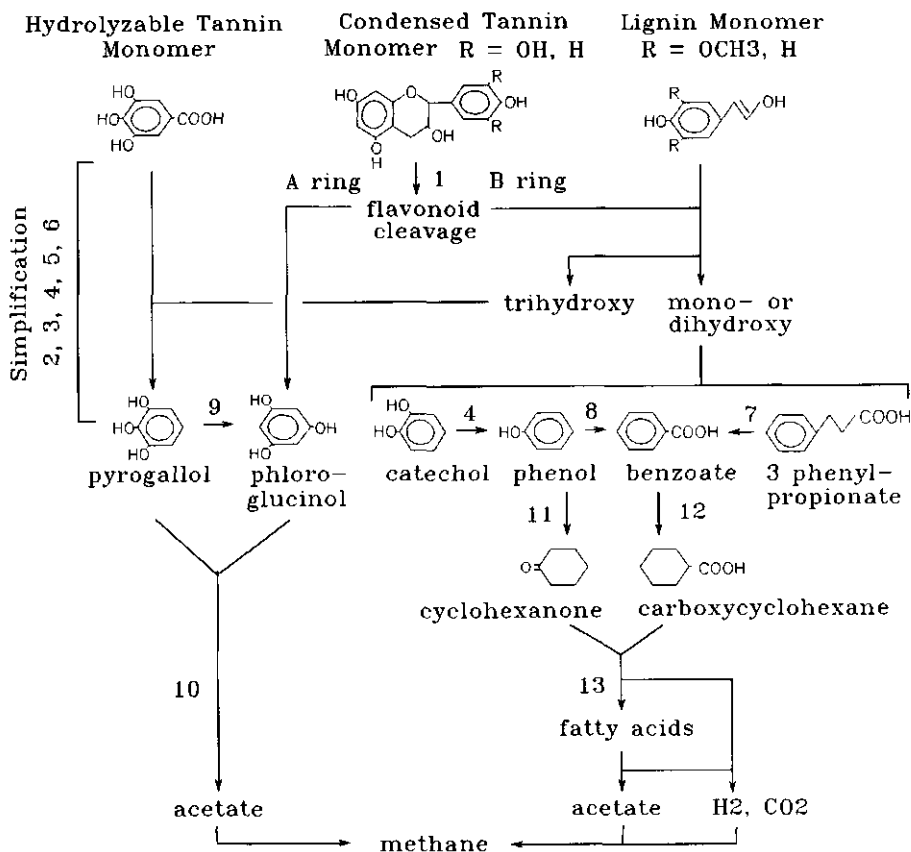 Hydrolyzable Tannin
Monomer
Condensed Tannin
Monomer R = OH, H
Lignin Monomer
R = OCH3, H
HO
HO
HO
COOH
HO
O
R
OH
R
OH
O
H
R
HO
R
OH
Simplification
2, 3, 4, 5, 6
A ring
1
B ring
flavonoid
cleavage
trihydroxy
mono- or
dihydroxy
HO
HO
HO
9
HO
OH
HO
HO
HO
4
HO
8
COOH
7
COOH
pyrogallol
phloro-
glucinol
catechol
phenol
benzoate
3 phenyl-
propionate
11
12
O
COOH
cyclohexanone
carboxycyclohexane
10
13
fatty acids
acetate
acetate
H2, CO2
methane